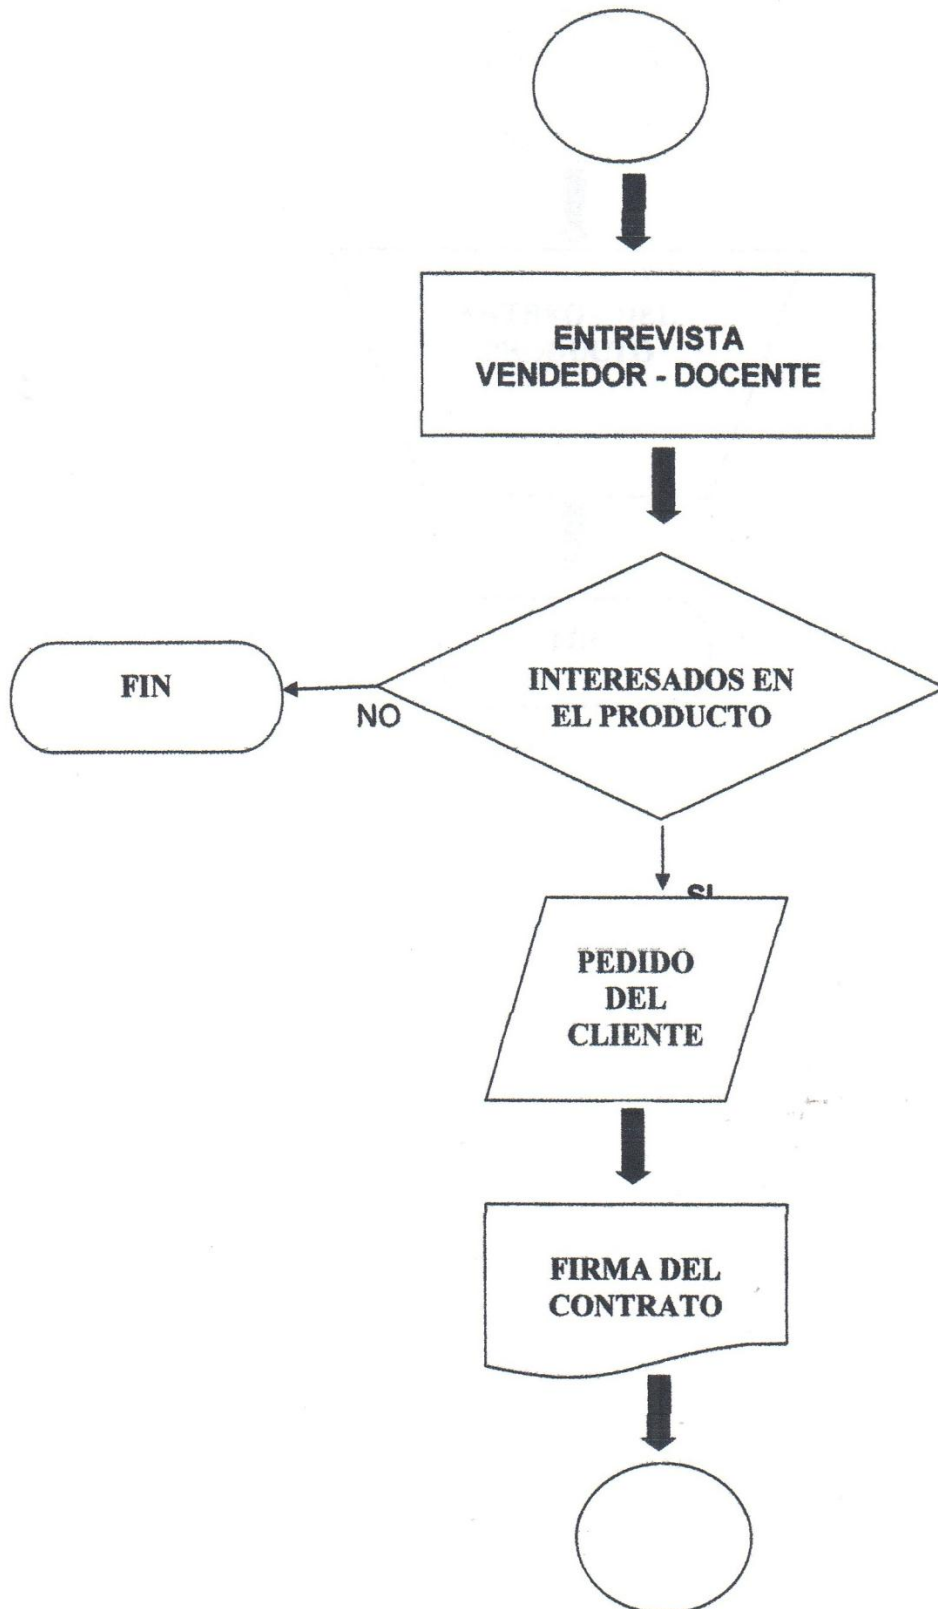 ENTREVISTA
VENDEDOR - DOCENTE
FIN
INTERESADOS EN
EL PRODUCTO
NO
SI
PEDIDO
DEL
CLIENTE
FIRMA DEL
CONTRATO